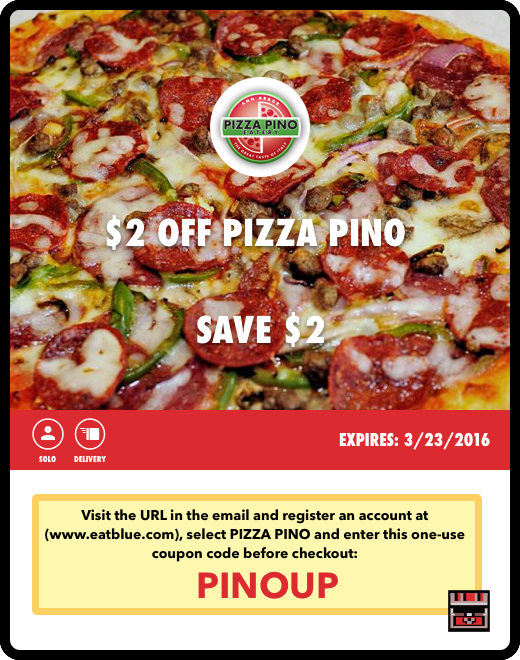 ANN ARBOR
PIZZA PINO
EATERY
THE GREAT TASTE OF ITALY
$2 OFF PIZZA PINO
SAVE $2
SOLO
DELIVERY
EXPIRES: 3/23/2016
Visit the URL in the email and register an account at
(www.eatblue.com), select PIZZA PINO and enter this one-use
coupon code before checkout:
PINOUP